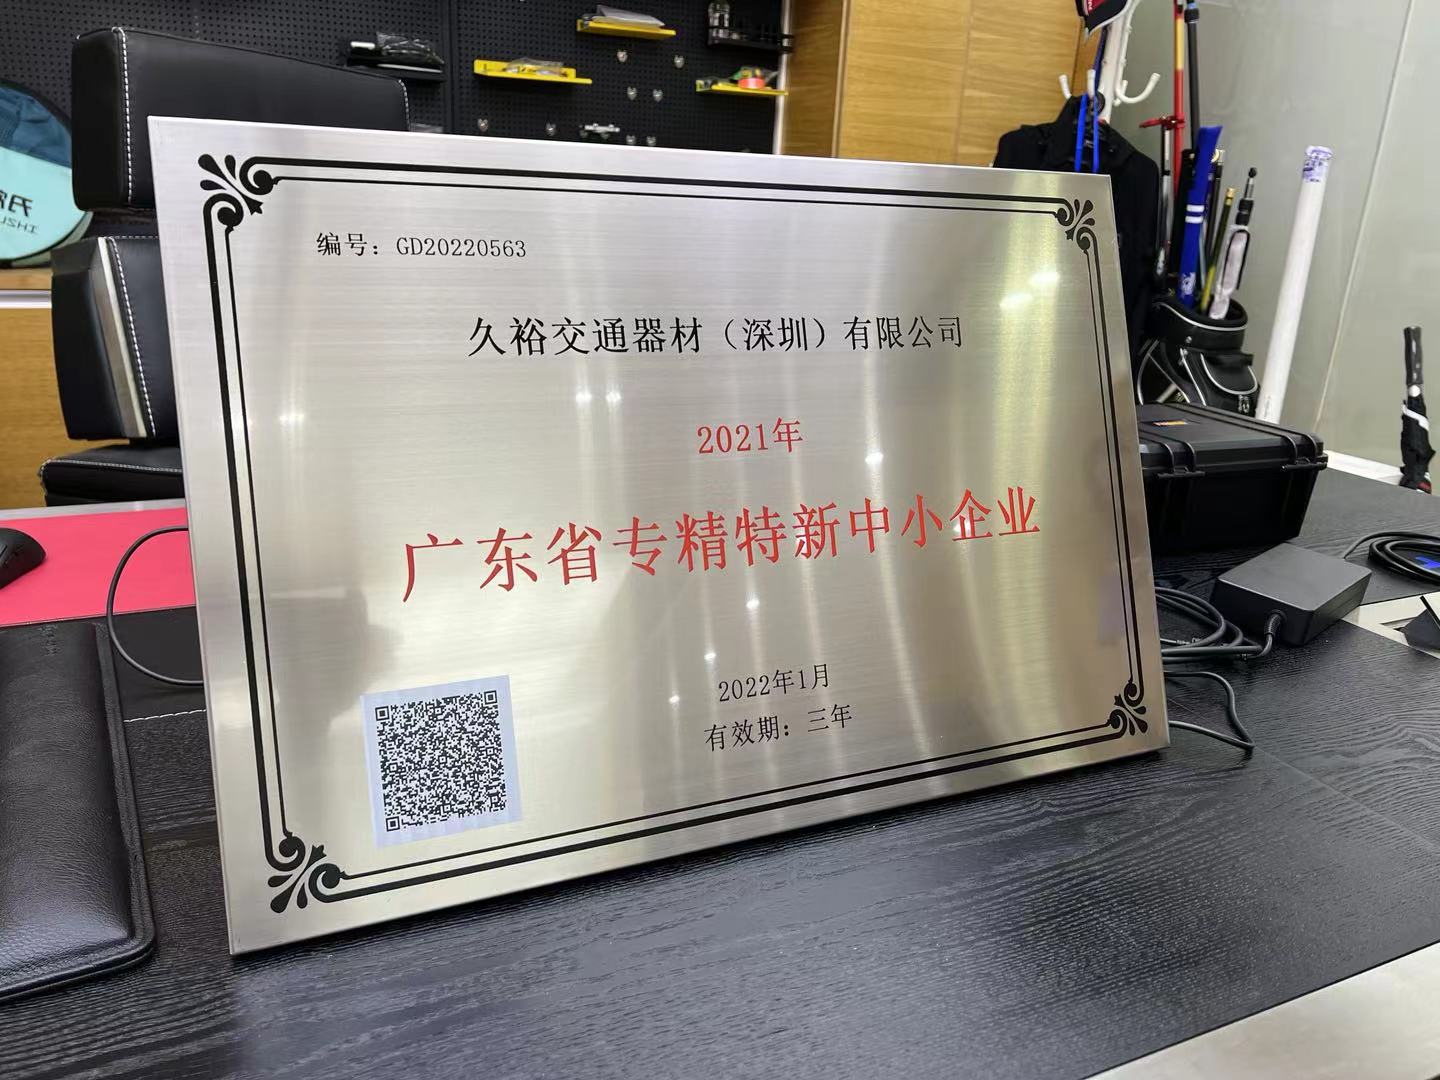 编号：GD20220563
久裕交通器材（深圳）有限公司
2021年
广东省专精特新中小企业
2022年1月
有效期：三年